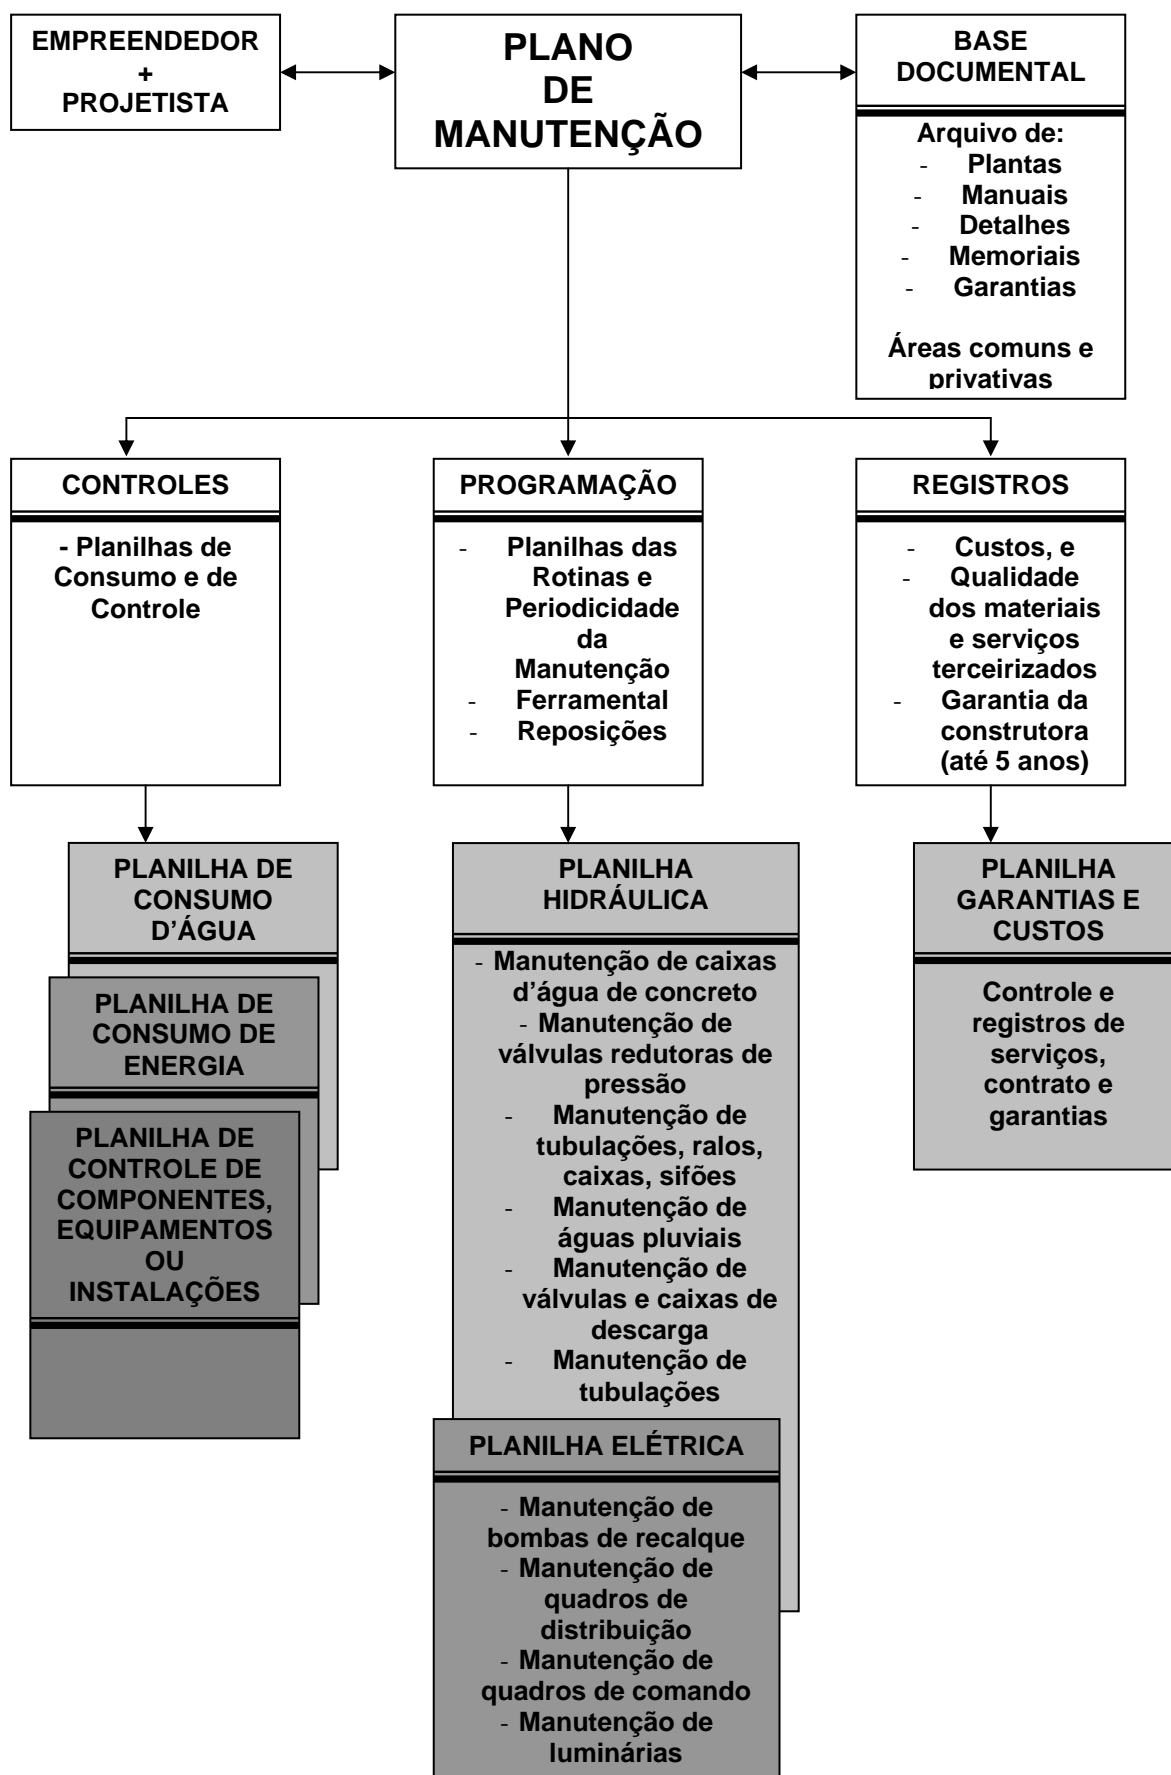 EMPREENDEDOR
+
PROJETISTA
PLANO
DE
MANUTENÇÃO
BASE
DOCUMENTAL
Arquivo de:
- Plantas
- Manuais
- Detalhes
- Memoriais
- Garantias
Áreas comuns e
privativas
CONTROLES
- Planilhas de
Consumo e de
Controle
PROGRAMAÇÃO
- Planilhas das
Rotinas e
Periodicidade
da
Manutenção
- Ferramental
- Reposições
REGISTROS
- Custos, e
- Qualidade
dos materiais
e serviços
terceirizados
- Garantia da
construtora
(até 5 anos)
PLANILHA DE
CONSUMO
D’ÁGUA
PLANILHA DE
CONSUMO DE
ENERGIA
PLANILHA DE
CONTROLE DE
COMPONENTES,
EQUIPAMENTOS
OU
INSTALAÇÕES
PLANILHA
HIDRÁULICA
- Manutenção de caixas
d’água de concreto
- Manutenção de
válvulas redutoras de
pressão
- Manutenção de
tubulações, ralos,
caixas, sifões
- Manutenção de
águas pluviais
- Manutenção de
válvulas e caixas de
descarga
- Manutenção de
tubulações
PLANILHA ELÉTRICA
- Manutenção de
bombas de recalque
- Manutenção de
quadros de
distribuição
- Manutenção de
quadros de comando
- Manutenção de
luminárias
PLANILHA
GARANTIAS E
CUSTOS
Controle e
registros de
serviços,
contrato e
garantias